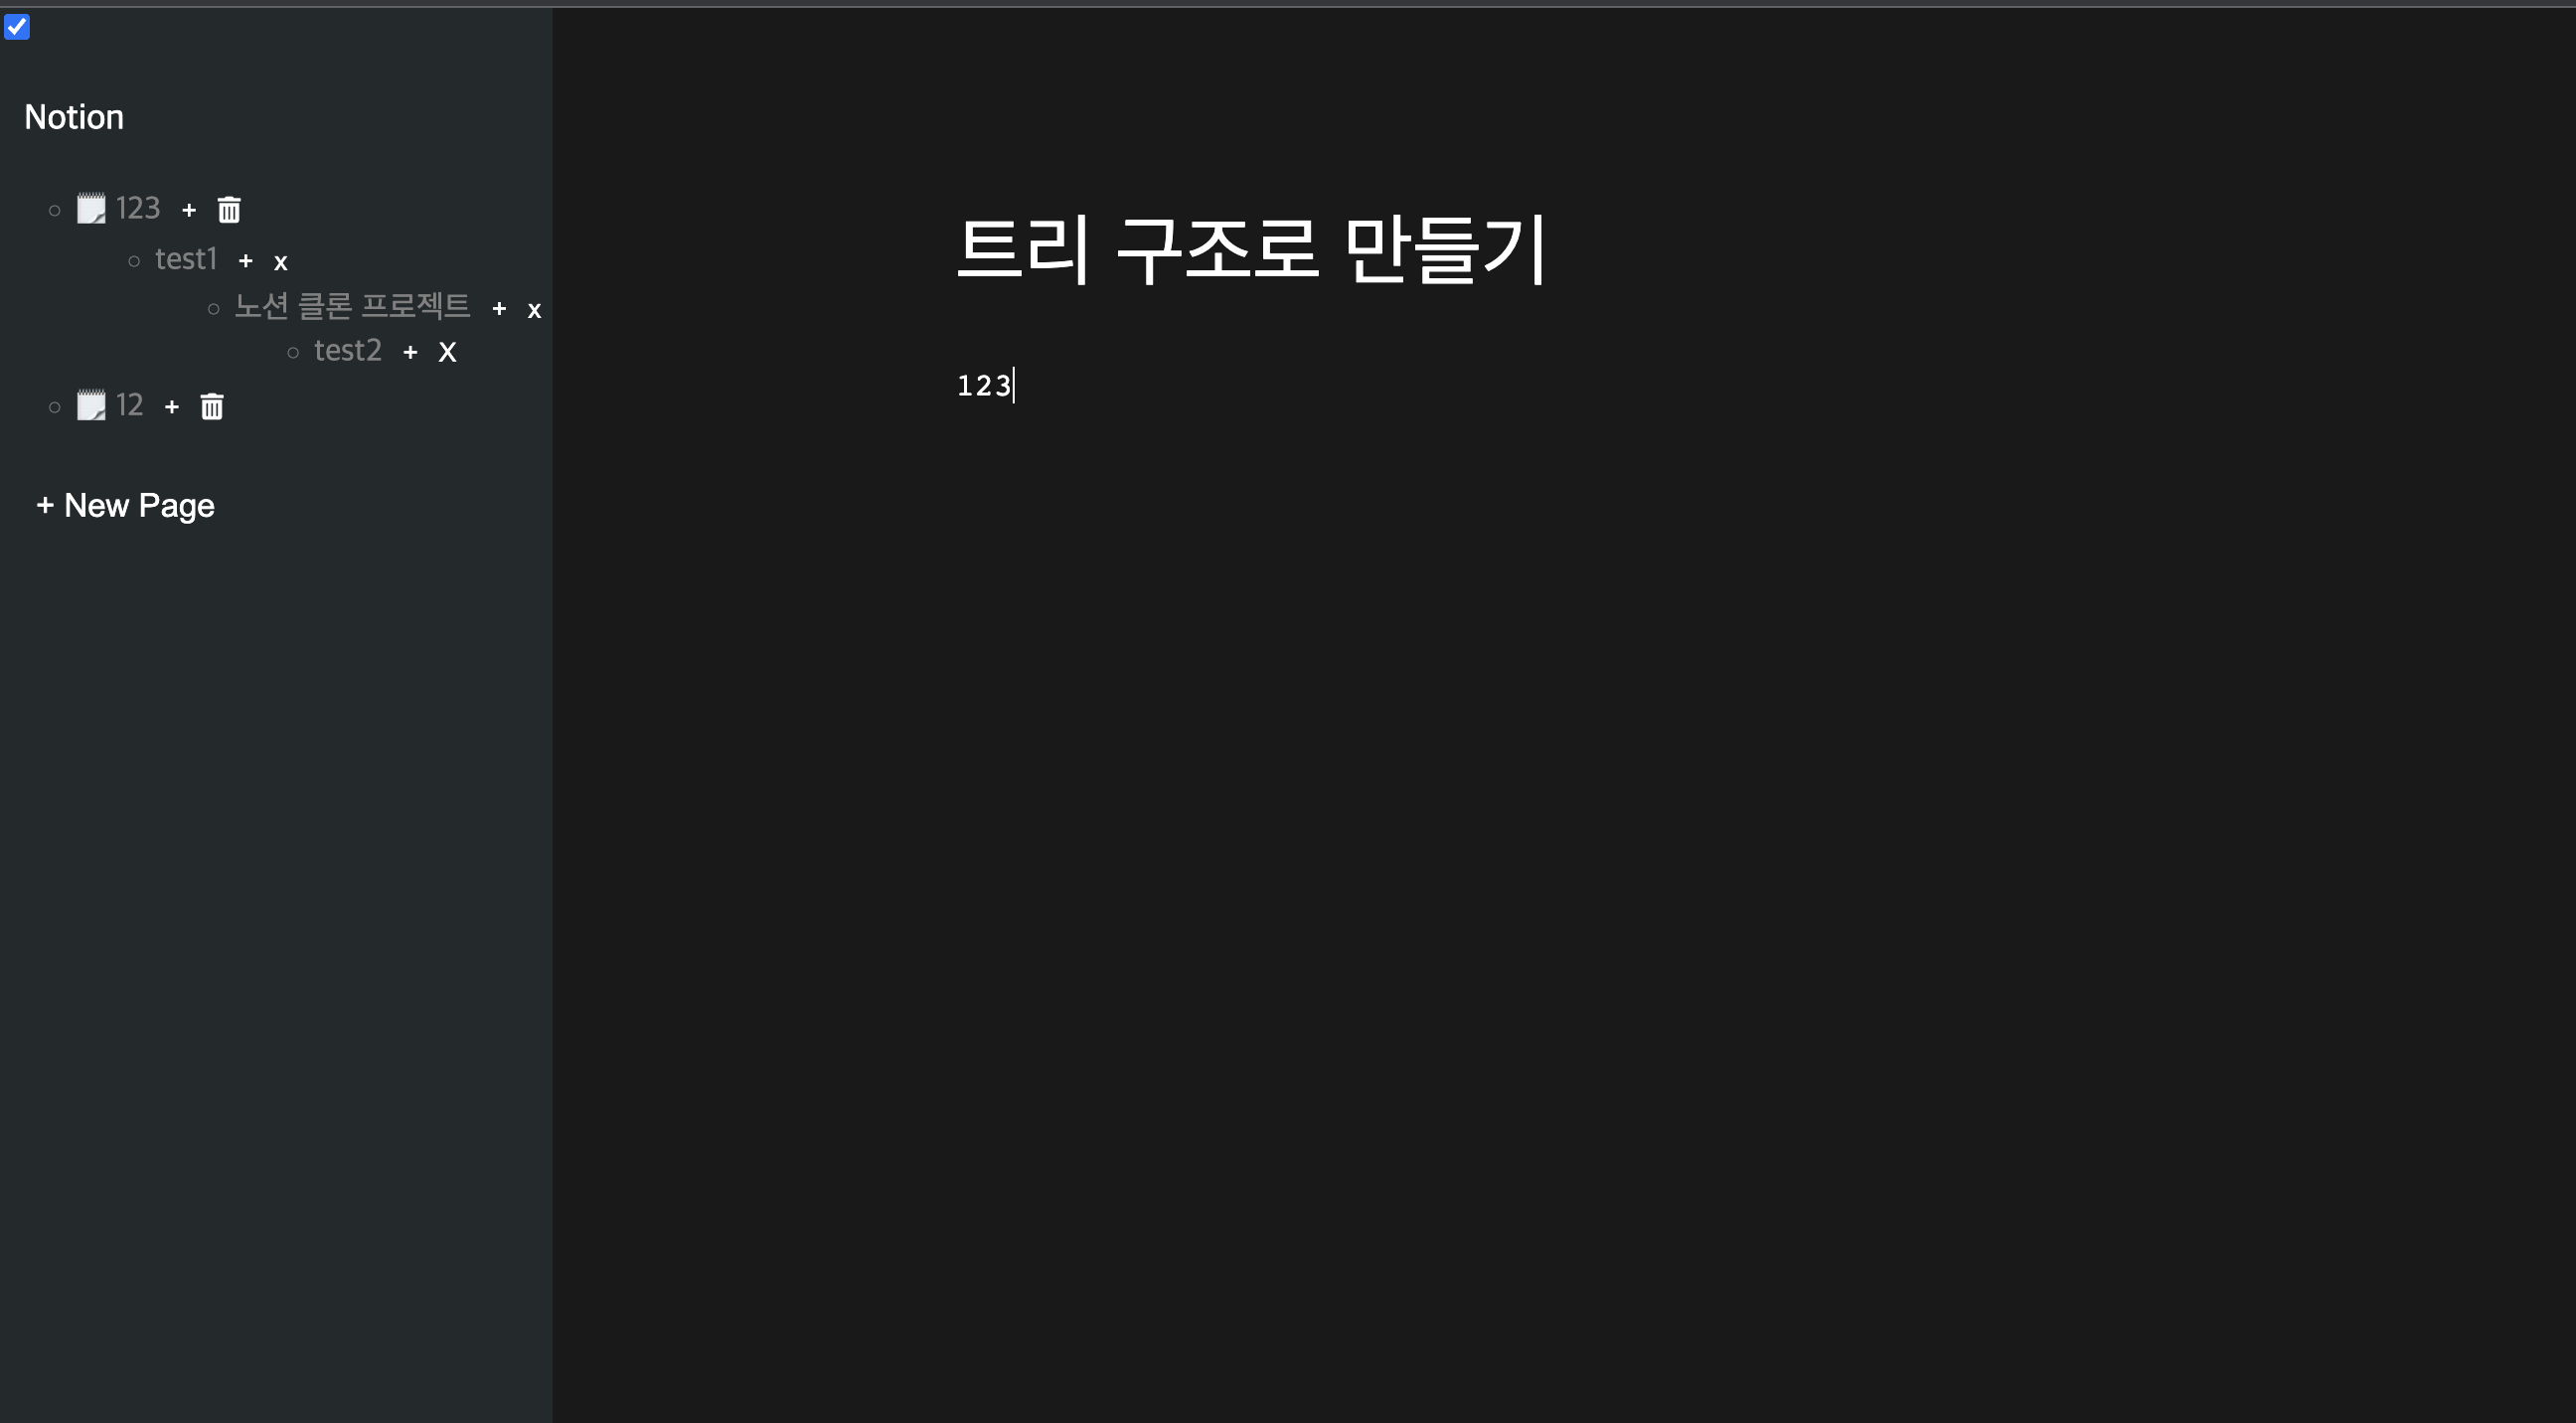 Notion
123 +
test1 + x
노션 클론 프로젝트 + x
test2 + X
12 +
+ New Page
트리 구조로 만들기
123